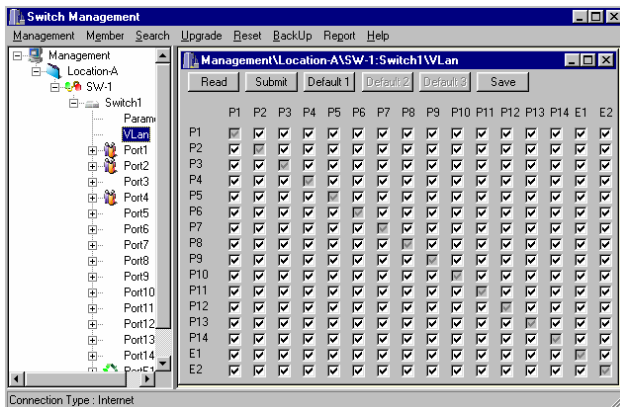 Switch Management
Management Member Search Upgrade Reset BackUp Report Help
Management
Location-A
SW-1
Switch1
Param
VLan
Port1
Port2
Port3
Port4
Port5
Port6
Port7
Port8
Port9
Port10
Port11
Port12
Port13
Port14
PortE1
Management\Location-A\SW-1:Switch1\VLan
Read Submit Default 1 Default 2 Default 3 Save
P1 P2 P3 P4 P5 P6 P7 P8 P9 P10 P11 P12 P13 P14 E1 E2
P1
P2
P3
P4
P5
P6
P7
P8
P9
P10
P11
P12
P13
P14
E1
E2
Connection Type : Internet